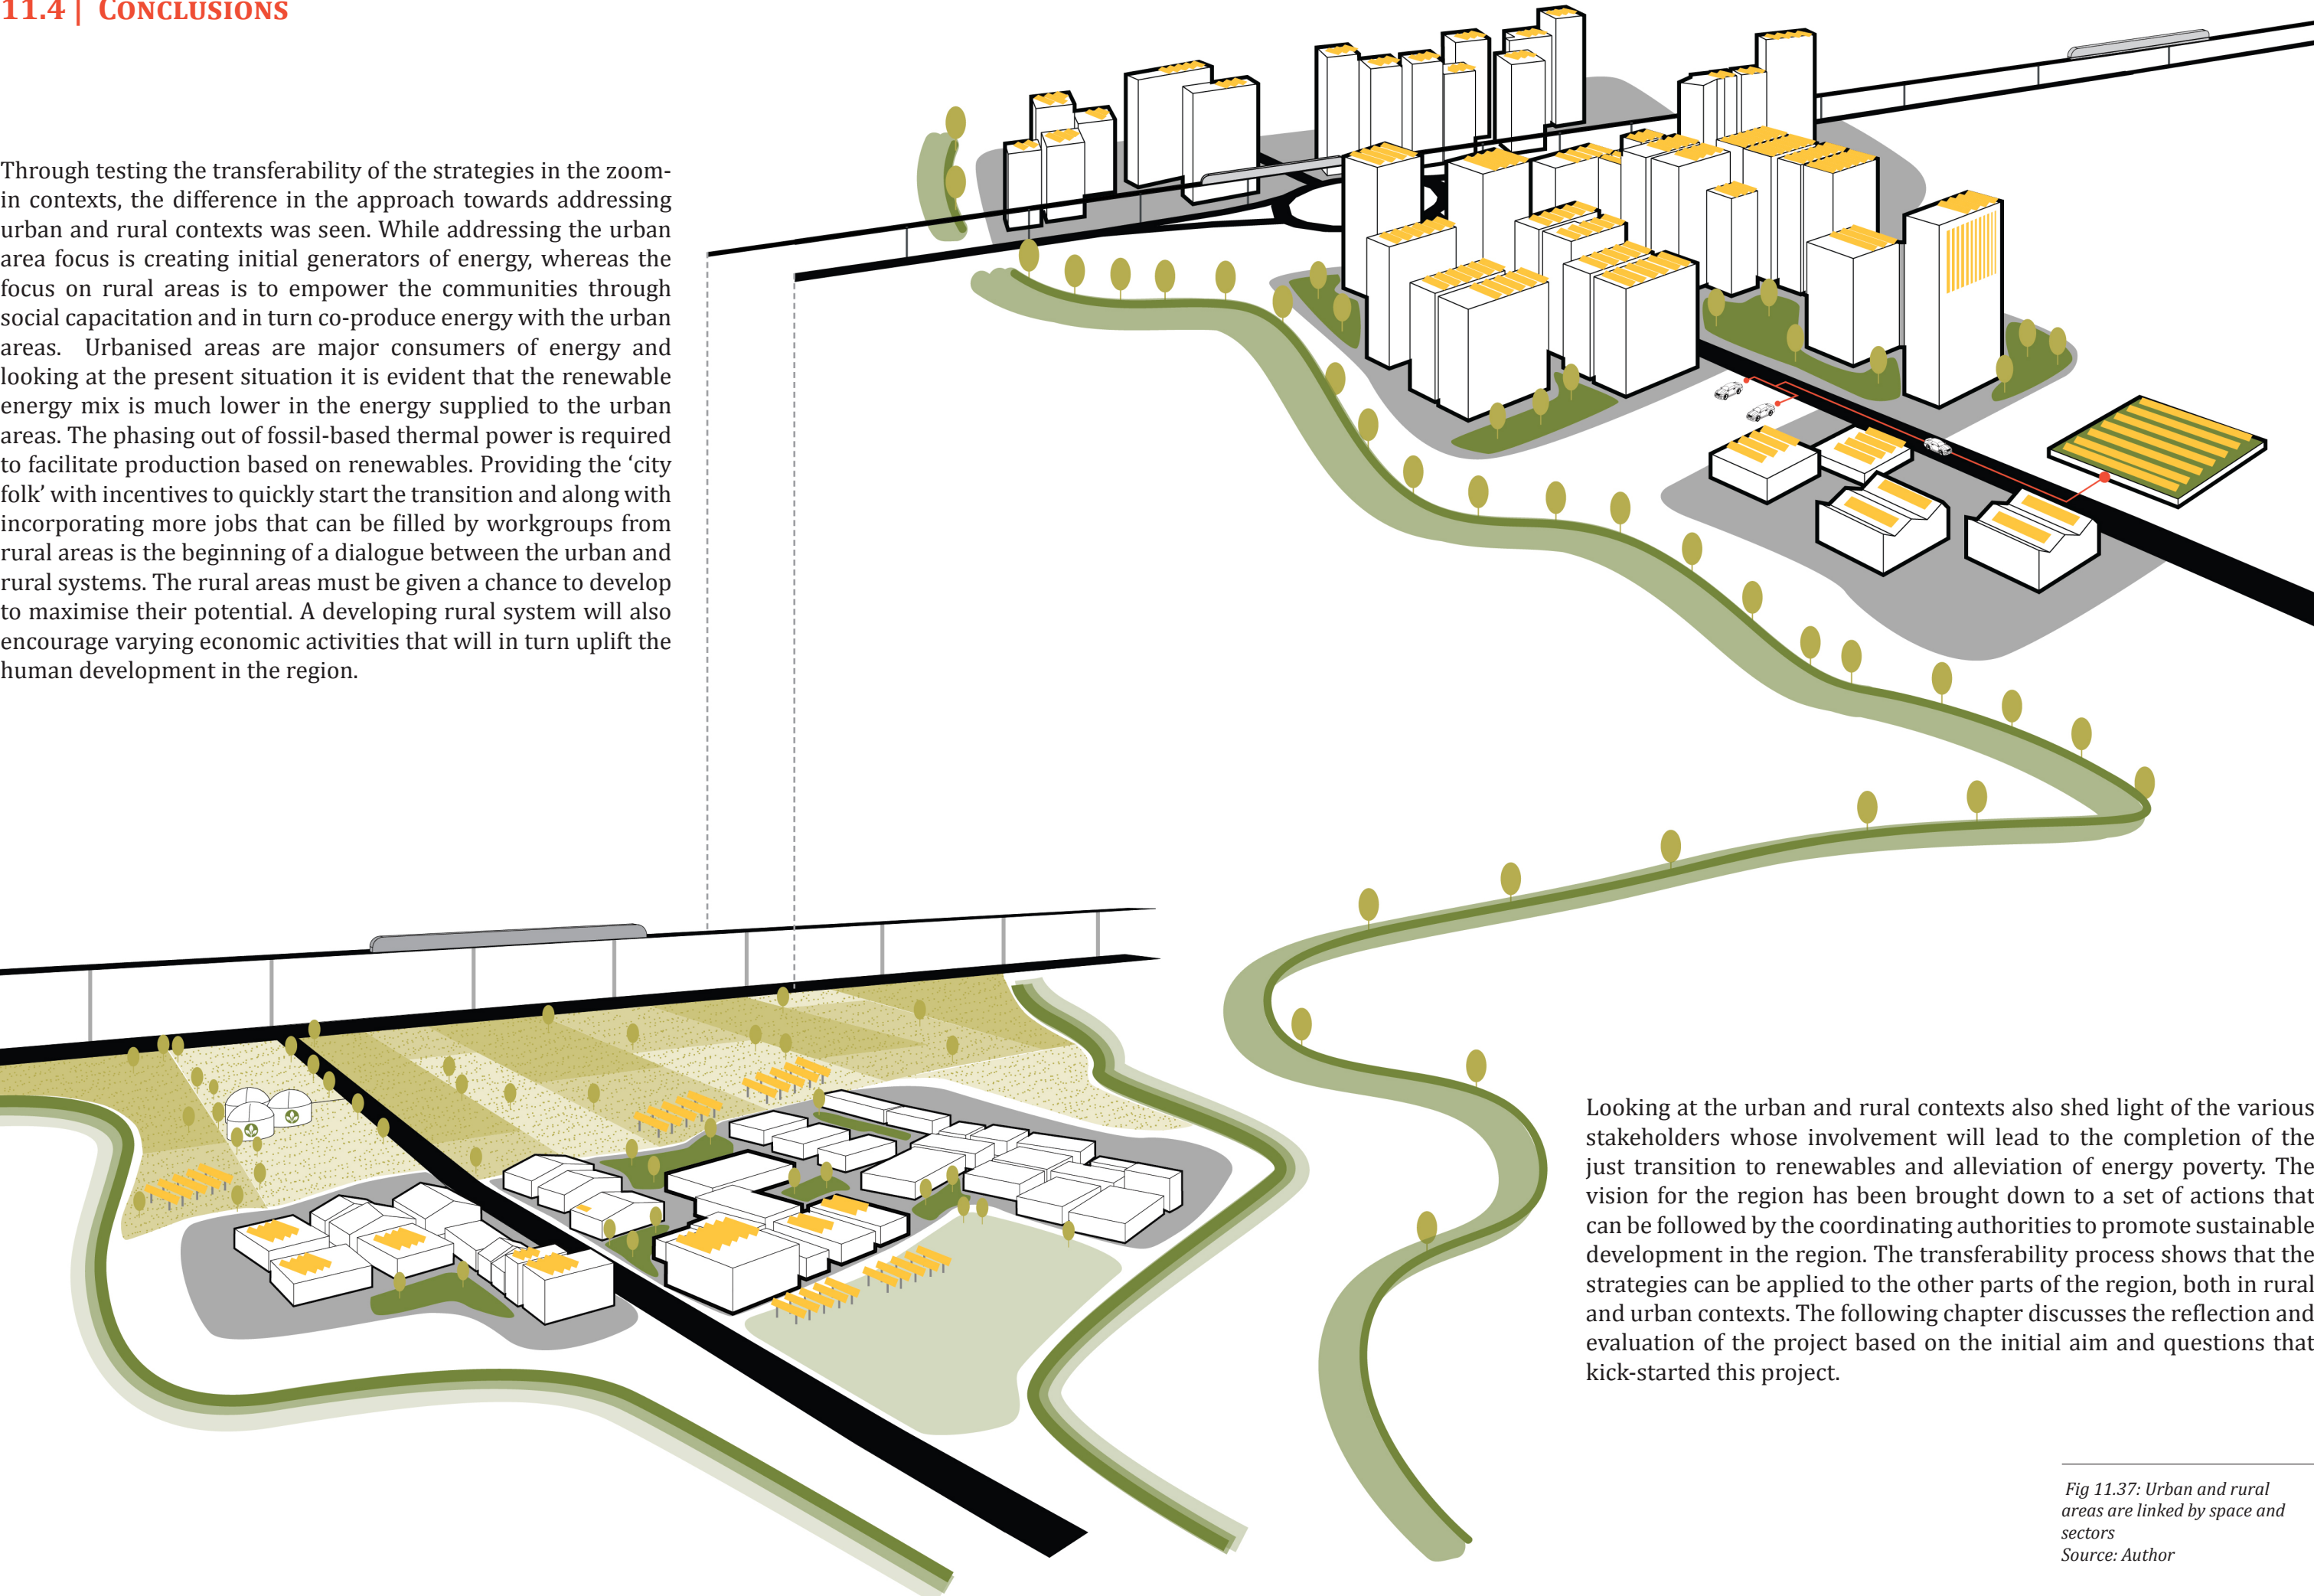 11.4 | CONCLUSIONS
Through testing the transferability of the strategies in the zoom-
in contexts, the difference in the approach towards addressing
urban and rural contexts was seen. While addressing the urban
area focus is creating initial generators of energy, whereas the
focus on rural areas is to empower the communities through
social capacitation and in turn co-produce energy with the urban
areas. Urbanised areas are major consumers of energy and
looking at the present situation it is evident that the renewable
energy mix is much lower in the energy supplied to the urban
areas. The phasing out of fossil-based thermal power is required
to facilitate production based on renewables. Providing the ‘city
folk’ with incentives to quickly start the transition and along with
incorporating more jobs that can be filled by workgroups from
rural areas is the beginning of a dialogue between the urban and
rural systems. The rural areas must be given a chance to develop
to maximise their potential. A developing rural system will also
encourage varying economic activities that will in turn uplift the
human development in the region.
Looking at the urban and rural contexts also shed light of the various
stakeholders whose involvement will lead to the completion of the
just transition to renewables and alleviation of energy poverty. The
vision for the region has been brought down to a set of actions that
can be followed by the coordinating authorities to promote sustainable
development in the region. The transferability process shows that the
strategies can be applied to the other parts of the region, both in rural
and urban contexts. The following chapter discusses the reflection and
evaluation of the project based on the initial aim and questions that
kick-started this project.
Fig 11.37: Urban and rural
areas are linked by space and
sectors
Source: Author